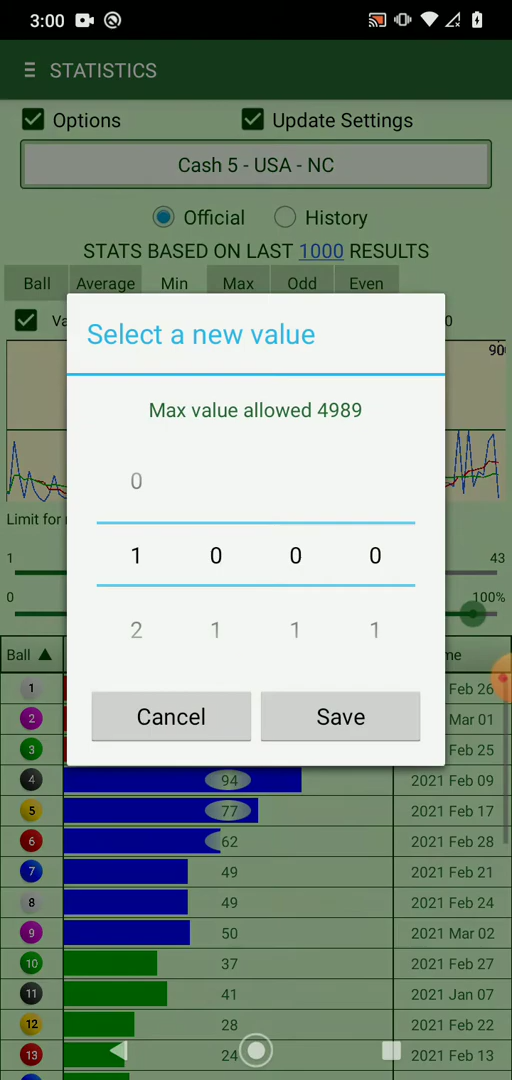 3:00
STATISTICS
Options
Update Settings
Cash 5 - USA - NC
Official
History
STATS BASED ON LAST 1000 RESULTS
Ball Average Min Max Odd Even
0
Select a new value
90
Max value allowed 4989
0
Limit for
1 0 0 0
1 43
0 100%
2 1 1 1
Ball ▲
Cancel
Save
1 Feb 26
2 Mar 01
3 Feb 25
4 94 2021 Feb 09
5 77 2021 Feb 17
6 62 2021 Feb 28
7 49 2021 Feb 21
8 49 2021 Feb 24
9 50 2021 Mar 02
10 37 2021 Feb 27
11 41 2021 Jan 07
12 28 2021 Feb 22
13 24 2021 Feb 13